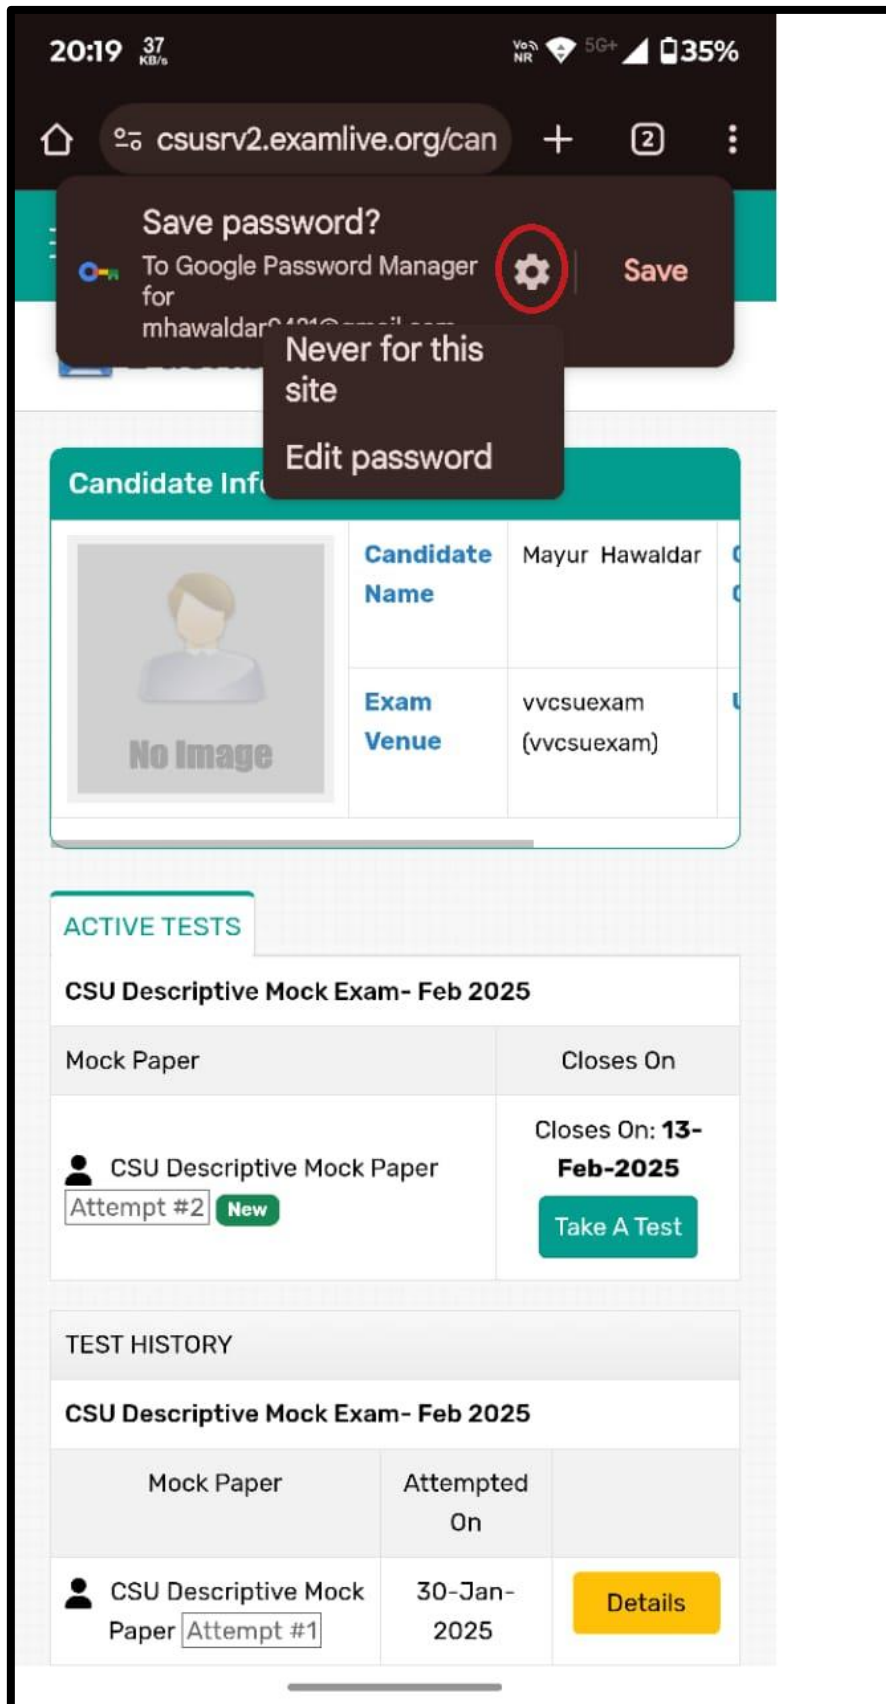 20:19 37 KB/s Vo NR 5G+ 35%
csusrv2.examlive.org/can 2
Save password?
To Google Password Manager
for
Save
Never for this
site
Edit password
Candidate
Mayur Hawaldar
Candidate
Name
No Image
Exam
Venue
vvcsuexam
(vvcsuexam)
ACTIVE TESTS
CSU Descriptive Mock Exam- Feb 2025
Mock Paper Closes On
CSU Descriptive Mock Paper
Attempt #2 New
Closes On: 13-
Feb-2025
Take A Test
TEST HISTORY
CSU Descriptive Mock Exam- Feb 2025
Mock Paper Attempted
On
CSU Descriptive Mock
Paper Attempt #1
30-Jan-
2025
Details